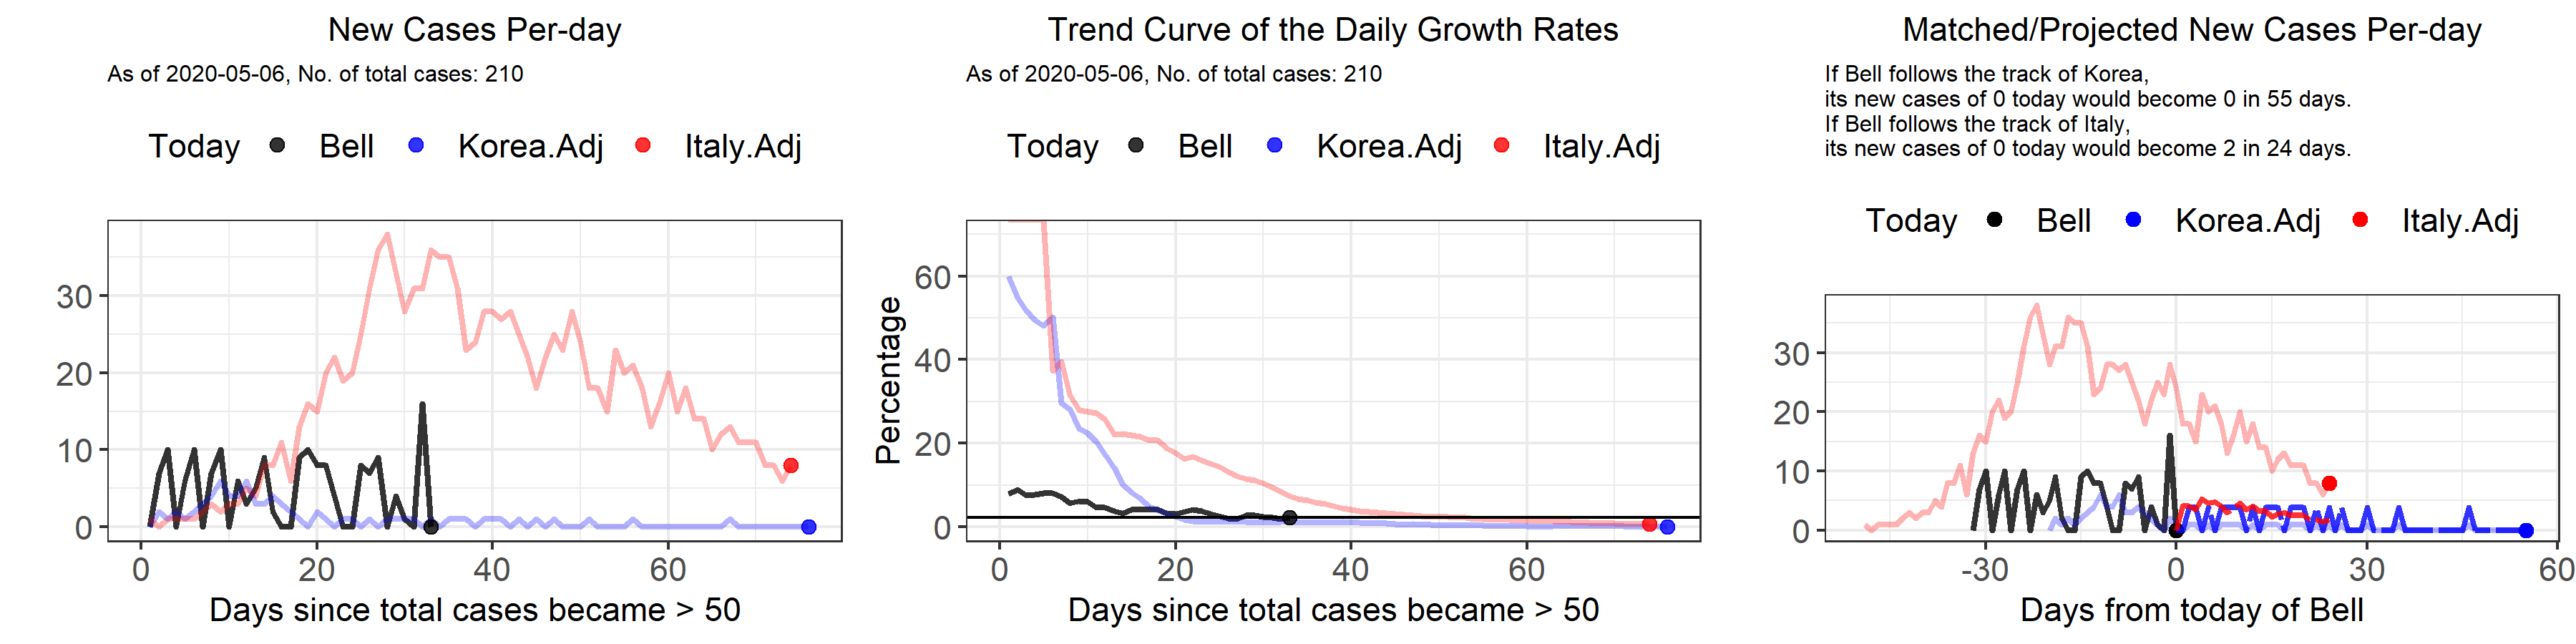 New Cases Per-day
As of 2020-05-06, No. of total cases: 210
Today Bell Korea.Adj Italy.Adj
30
20
10
0
0 20 40 60
Days since total cases became > 50
Trend Curve of the Daily Growth Rates
As of 2020-05-06, No. of total cases: 210
Today Bell Korea.Adj Italy.Adj
Percentage
60
40
20
0
0 20 40 60
Days since total cases became > 50
Matched/Projected New Cases Per-day
If Bell follows the track of Korea,
its new cases of 0 today would become 0 in 55 days.
If Bell follows the track of Italy,
its new cases of 0 today would become 2 in 24 days.
Today Bell Korea.Adj Italy.Adj
30
20
10
0
-30 0 30 60
Days from today of Bell